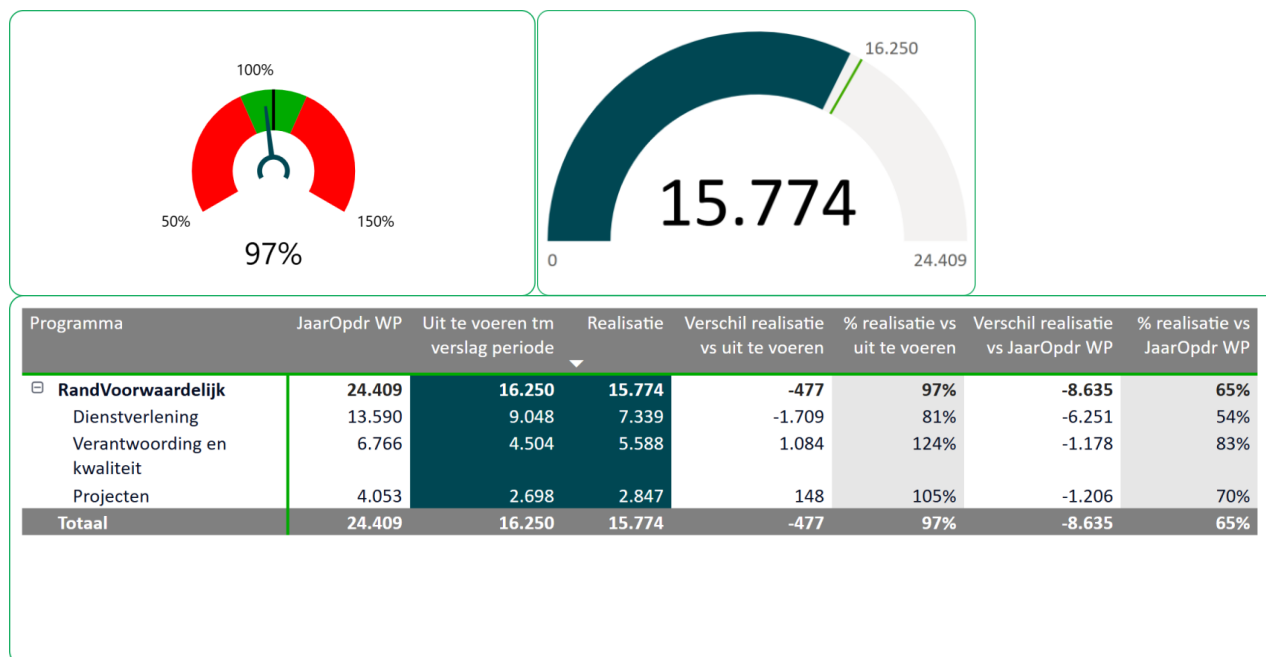 100%
50%
150%
97%
16.250
15.774
0
24.409
Programma JaarOpdr WP Uit te voeren tm verslag periode Realisatie Verschil realisatie vs uit te voeren % realisatie vs uit te voeren Verschil realisatie vs JaarOpdr WP % realisatie vs JaarOpdr WP
RandVoorwaardelijk 24.409 16.250 15.774 -477 97% -8.635 65%
Dienstverlening 13.590 9.048 7.339 -1.709 81% -6.251 54%
Verantwoording en kwaliteit 6.766 4.504 5.588 1.084 124% -1.178 83%
Projecten 4.053 2.698 2.847 148 105% -1.206 70%
Totaal 24.409 16.250 15.774 -477 97% -8.635 65%